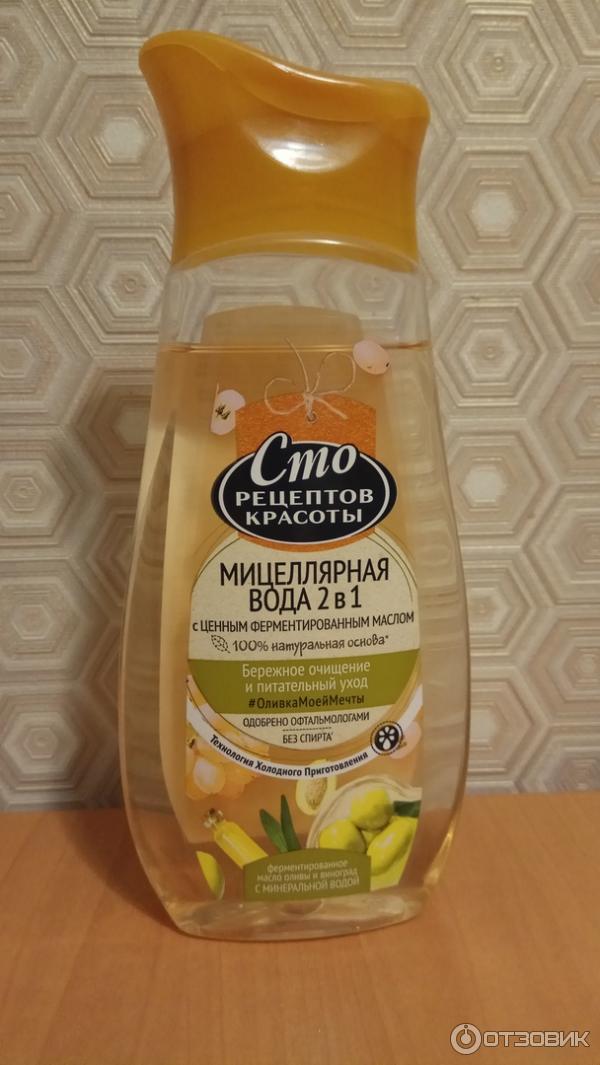 Сто
РЕЦЕПТОВ
КРАСОТЫ
МИЦЕЛЛЯРНАЯ
ВОДА 2 в 1
с ЦЕННЫМ ФЕРМЕНТИРОВАННЫМ МАСЛОМ
100% натуральная основа*
Бережное очищение
и питательный уход
#ОливкаМоейМечты
ОДОБРЕНО ОФТАЛЬМОЛОГАМИ
БЕЗ СПИРТА*
Технология Холодного Приготовления
ферментированное
масло оливы и виноград
С МИНЕРАЛЬНОЙ ВОДОЙ
ОТЗОВИК